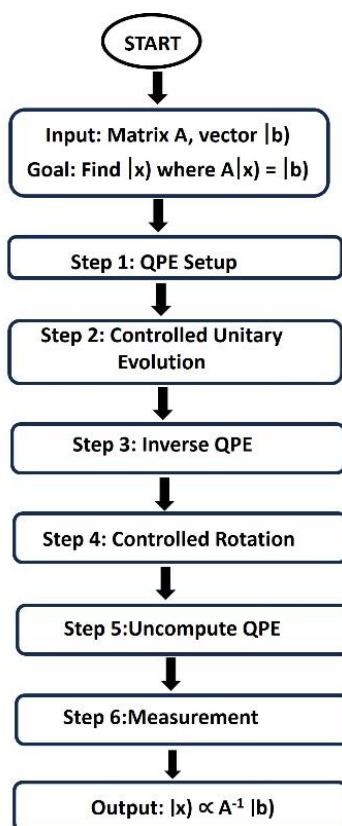 START
Input: Matrix A, vector |b)
Goal: Find |x) where A|x) = |b)
Step 1: QPE Setup
Step 2: Controlled Unitary
Evolution
Step 3: Inverse QPE
Step 4: Controlled Rotation
Step 5:Uncompute QPE
Step 6:Measurement
Output: |x) ∝ A⁻¹ |b)